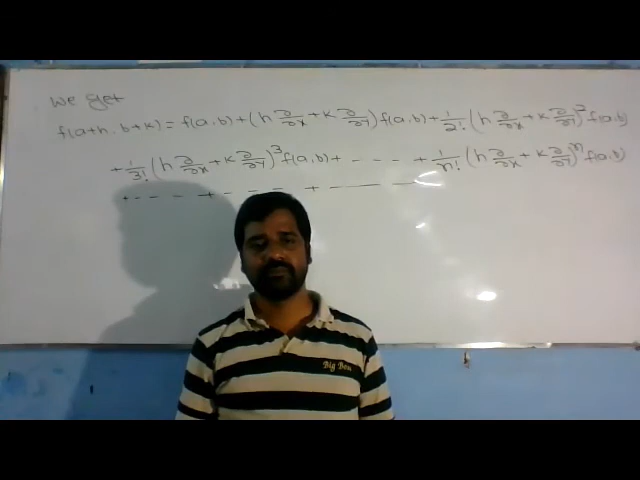 we get
f(a+h, b+k) = f(a,b) + (h ∂/∂x + k ∂/∂y) f(a,b) + 1/2! (h ∂/∂x + k ∂/∂y)² f(a,b)
+ 1/3! (h ∂/∂x + k ∂/∂y)³ f(a,b) + - - - - + 1/n! (h ∂/∂x + k ∂/∂y)ⁿ f(a,b)
+ - - - + - - - - + - - - -
Big Ben